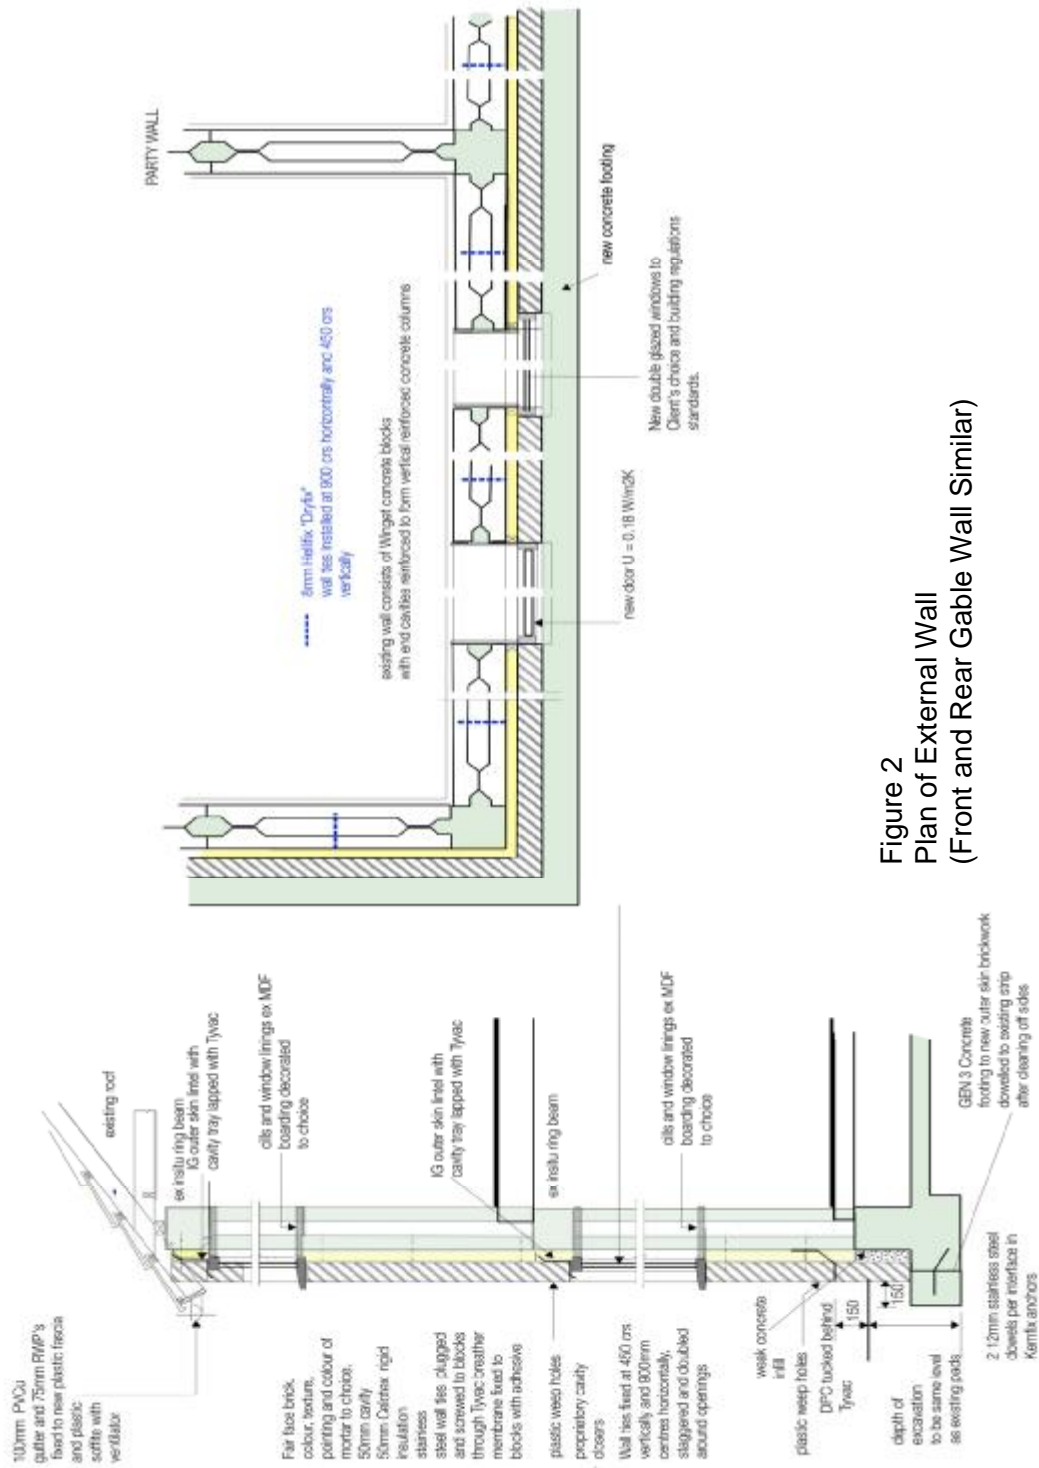 100mm PVCu
gutter and 75mm RWP's
fixed to new plastic fascia
and plastic
soffite with
ventilator
existing roof
ex insitu ring beam
IG outer skin lintel with
cavity tray lapped with Tyvac
cills and window linings ex MDF
boarding decorated
to choice
Fair face brick,
colour, texture,
pointing and colour of
mortar to choice.
50mm cavity
50mm Celotex rigid
insulation
stainless
steel wall ties plugged
and screwed to blocks
through Tyvac breather
membrane fixed to
blocks with adhesive
IG outer skin lintel with
cavity tray lapped with Tyvac
ex insitu ring beam
plastic weep holes
proprietory cavity
closers
Wall ties fixed at 450 crs
vertically and 900mm
centres horizontally,
staggered and doubled
around openings
cills and window linings ex MDF
boarding decorated
to choice
weak concrete
infill
plastic weep holes
DPC tucked behind
Tyvac
150
150
depth of
excavation
to be same level
as existing pads
2 12mm stainless steel
dowels per interface in
Kemfix anchors
GEN 3 Concrete
footing to new outer skin brickwork
dowelled to existing strip
after cleaning off sides
PARTY WALL
8mm Helifix "Dryfix"
wall ties installed at 900 crs horizontally and 450 crs
vertically
existing wall consists of Winget concrete blocks
with end cavities reinforced to form vertical reinforced concrete columns
new concrete footing
New double glazed windows to
Client's choice and building regulations
standards.
new door U = 0.18 W/m2K
Figure 2
Plan of External Wall
(Front and Rear Gable Wall Similar)